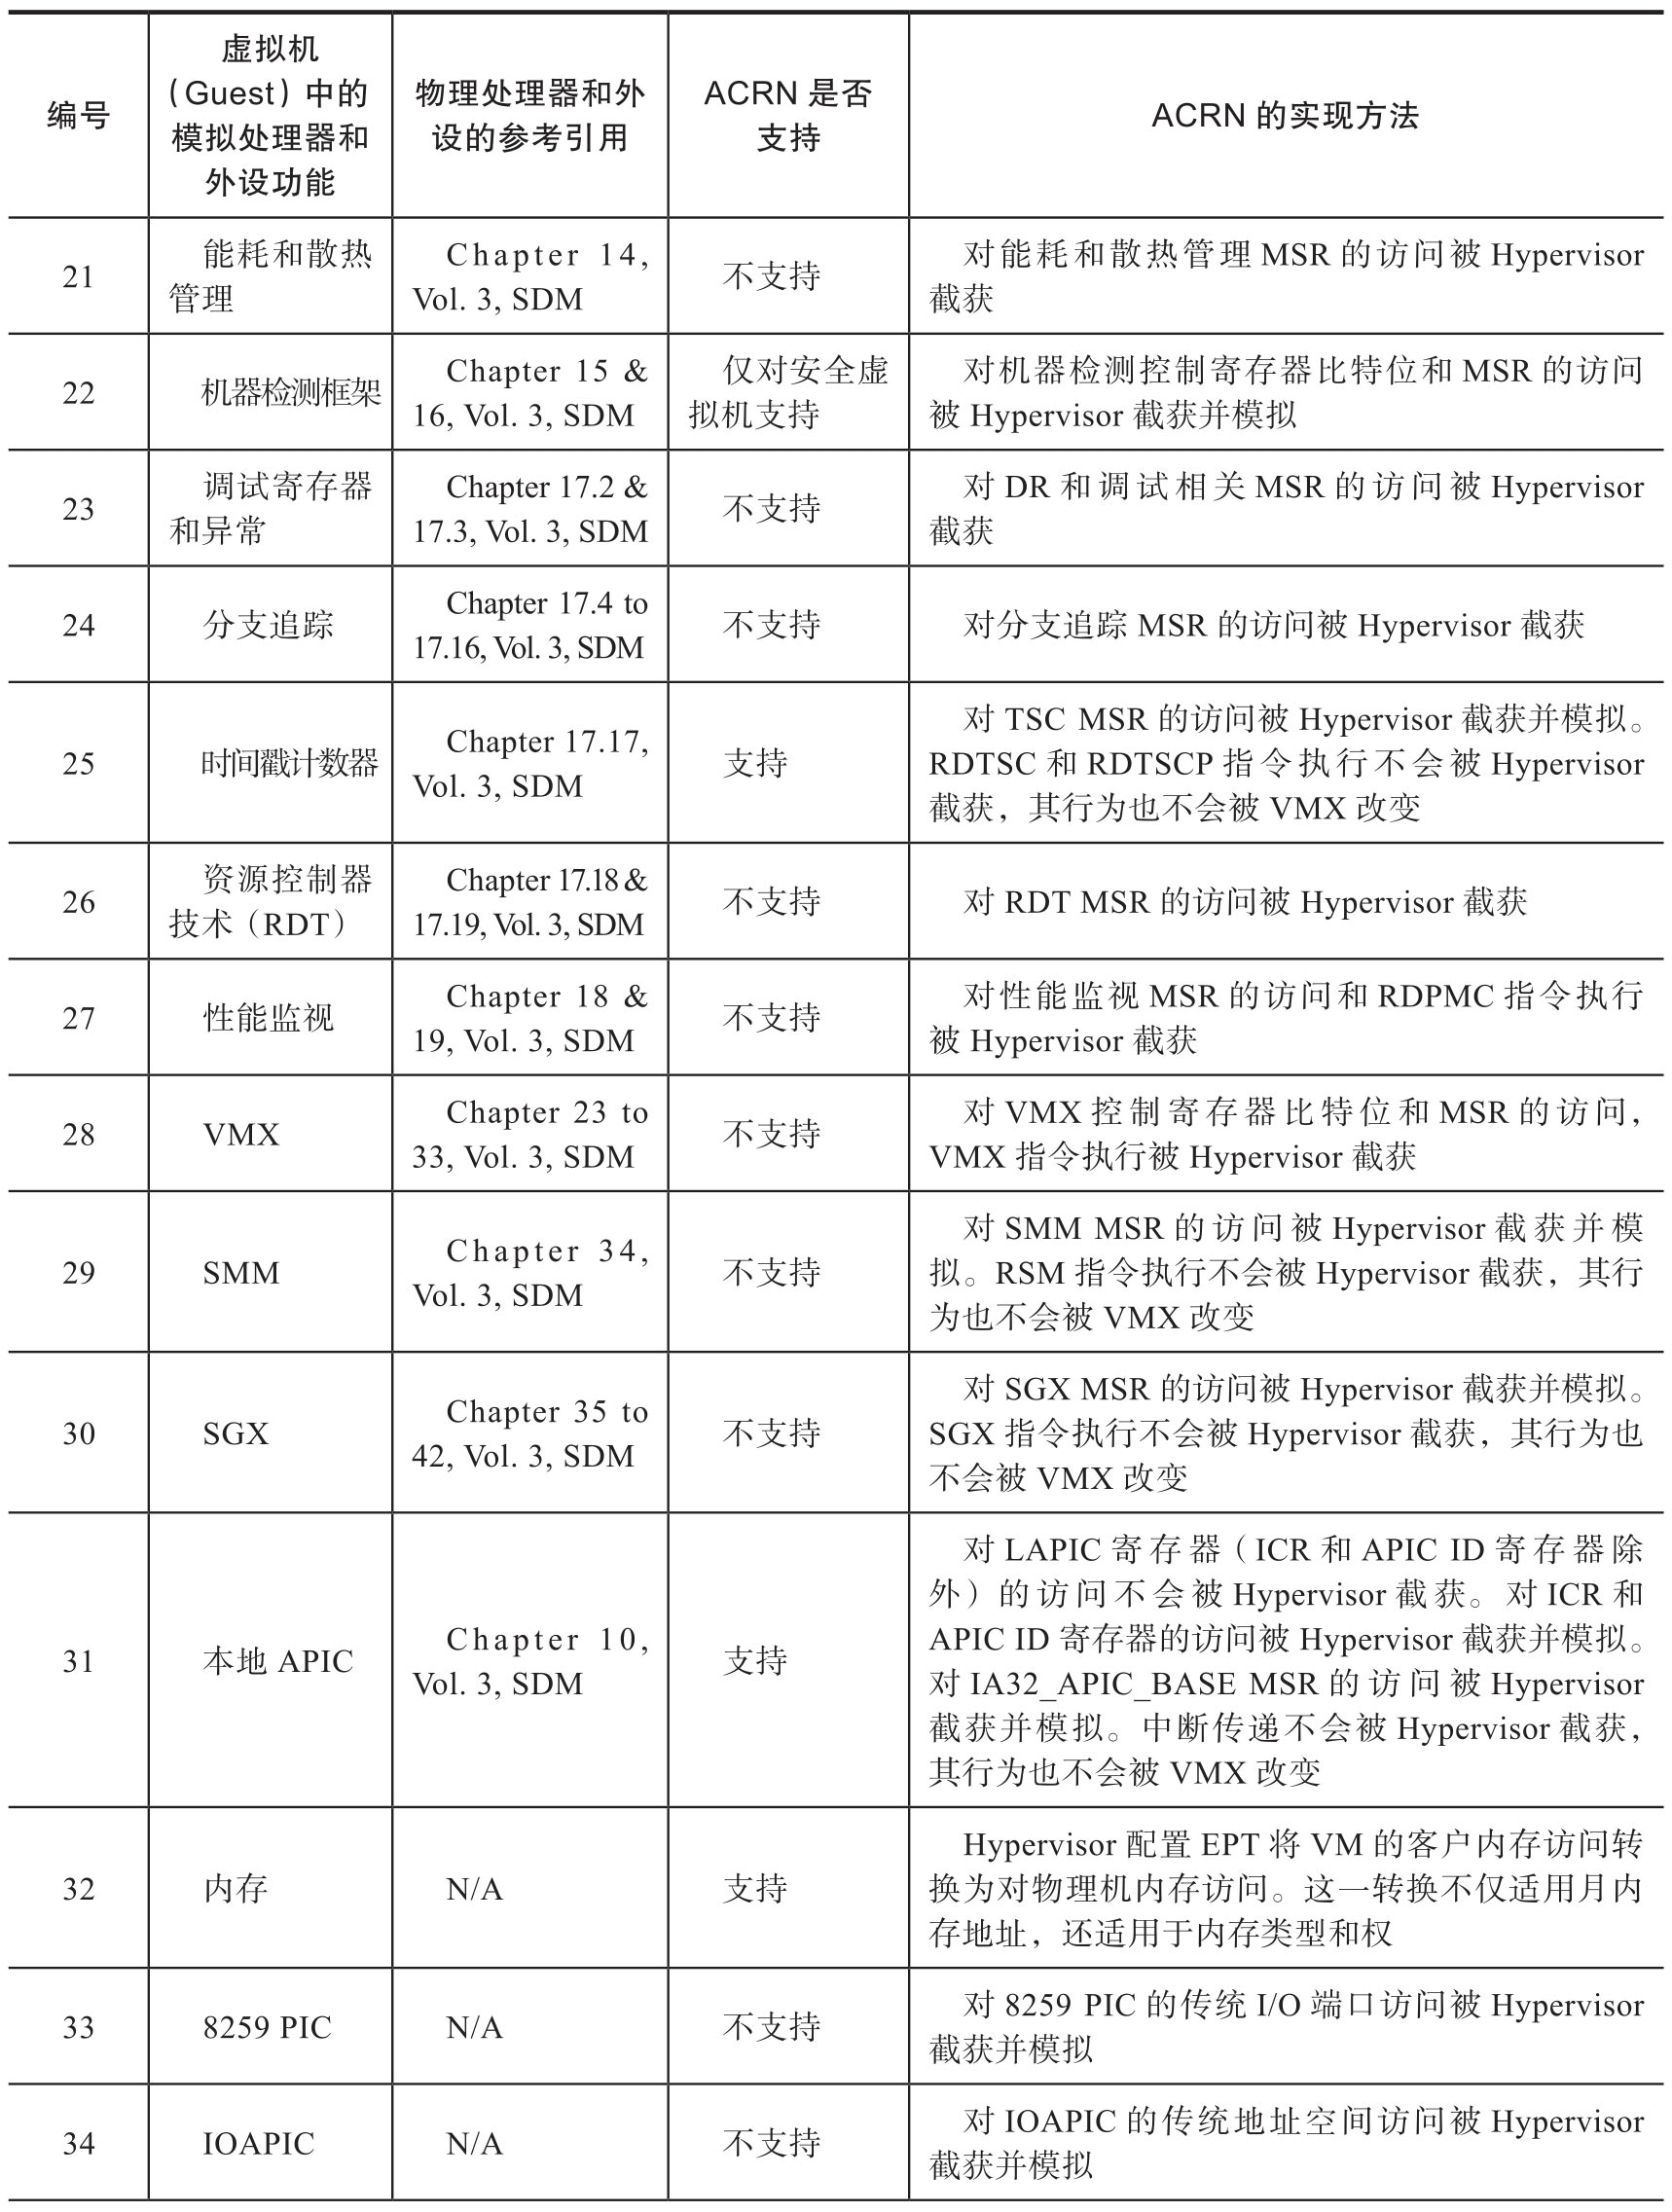 编号
虚拟机
（Guest）中的
模拟处理器和
外设功能
物理处理器和外
设的参考引用
ACRN 是否
支持
ACRN 的实现方法
21
能耗和散热
管理
Chapter 14,
Vol. 3, SDM
不支持
对能耗和散热管理 MSR 的访问被 Hypervisor
截获
22
机器检测框架
Chapter 15 &
16, Vol. 3, SDM
仅对安全虚
拟机支持
对机器检测控制寄存器比特位和 MSR 的访问
被 Hypervisor 截获并模拟
23
调试寄存器
和异常
Chapter 17.2 &
17.3, Vol. 3, SDM
不支持
对 DR 和调试相关 MSR 的访问被 Hypervisor
截获
24
分支追踪
Chapter 17.4 to
17.16, Vol. 3, SDM
不支持
对分支追踪 MSR 的访问被 Hypervisor 截获
25
时间戳计数器
Chapter 17.17,
Vol. 3, SDM
支持
对 TSC MSR 的访问被 Hypervisor 截获并模拟。
RDTSC 和 RDTSCP 指令执行不会被 Hypervisor
截获，其行为也不会被 VMX 改变
26
资源控制器
技术（RDT）
Chapter 17.18 &
17.19, Vol. 3, SDM
不支持
对 RDT MSR 的访问被 Hypervisor 截获
27
性能监视
Chapter 18 &
19, Vol. 3, SDM
不支持
对性能监视 MSR 的访问和 RDPMC 指令执行
被 Hypervisor 截获
28
VMX
Chapter 23 to
33, Vol. 3, SDM
不支持
对 VMX 控制寄存器比特位和 MSR 的访问，
VMX 指令执行被 Hypervisor 截获
29
SMM
Chapter 34,
Vol. 3, SDM
不支持
对 SMM MSR 的访问被 Hypervisor 截获并模
拟。RSM 指令执行不会被 Hypervisor 截获，其行
为也不会被 VMX 改变
30
SGX
Chapter 35 to
42, Vol. 3, SDM
不支持
对 SGX MSR 的访问被 Hypervisor 截获并模拟。
SGX 指令执行不会被 Hypervisor 截获，其行为也
不会被 VMX 改变
31
本地 APIC
Chapter 10,
Vol. 3, SDM
支持
对 LAPIC 寄存器（ICR 和 APIC ID 寄存器除
外）的访问不会被 Hypervisor 截获。对 ICR 和
APIC ID 寄存器的访问被 Hypervisor 截获并模拟。
对 IA32_APIC_BASE MSR 的访问被 Hypervisor
截获并模拟。中断传递不会被 Hypervisor 截获，
其行为也不会被 VMX 改变
32
内存
N/A
支持
Hypervisor 配置 EPT 将 VM 的客户内存访问转
换为对物理机内存访问。这一转换不仅适用月内
存地址，还适用于内存类型和权
33
8259 PIC
N/A
不支持
对 8259 PIC 的传统 I/O 端口访问被 Hypervisor
截获并模拟
34
IOAPIC
N/A
不支持
对 IOAPIC 的传统地址空间访问被 Hypervisor
截获并模拟